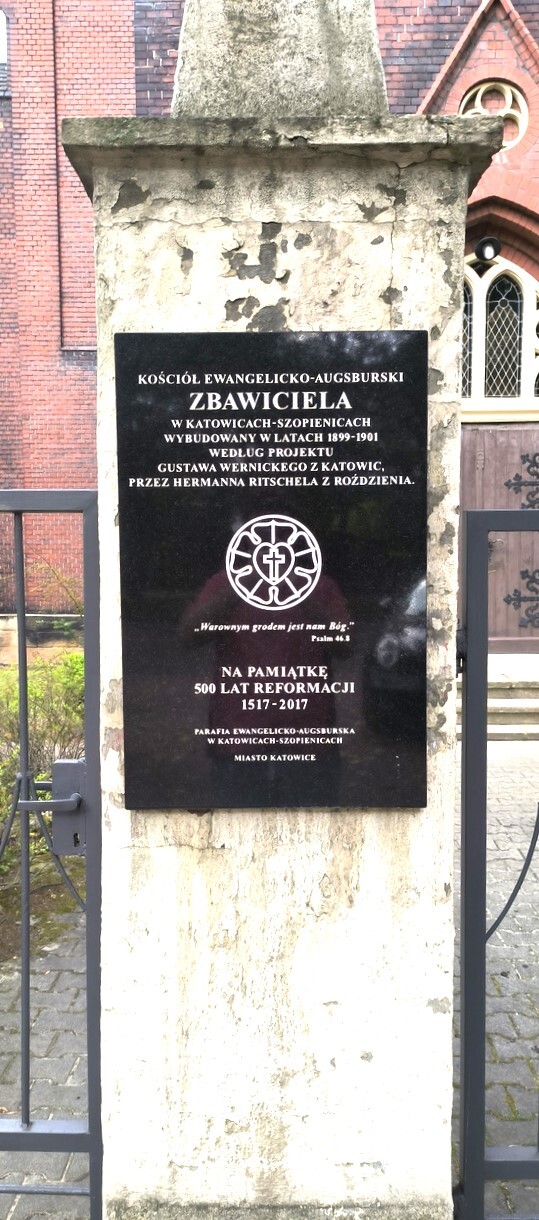 KOŚCIÓŁ EWANGELICKO-AUGSBURSKI
ZBAWICIELA
W KATOWICACH-SZOPIENICACH
WYBUDOWANY W LATACH 1899-1901
WEDŁUG PROJEKTU
GUSTAWA WERNICKEGO Z KATOWIC,
PRZEZ HERMANNA RITSCHELA Z ROŹDZIENIA.
„Warownym grodem jest nam Bóg."
Psalm 46.8
NA PAMIĄTKĘ
500 LAT REFORMACJI
1517-2017
PARAFIA EWANGELICKO-AUGSBURSKA
W KATOWICACH-SZOPIENICACH
MIASTO KATOWICE